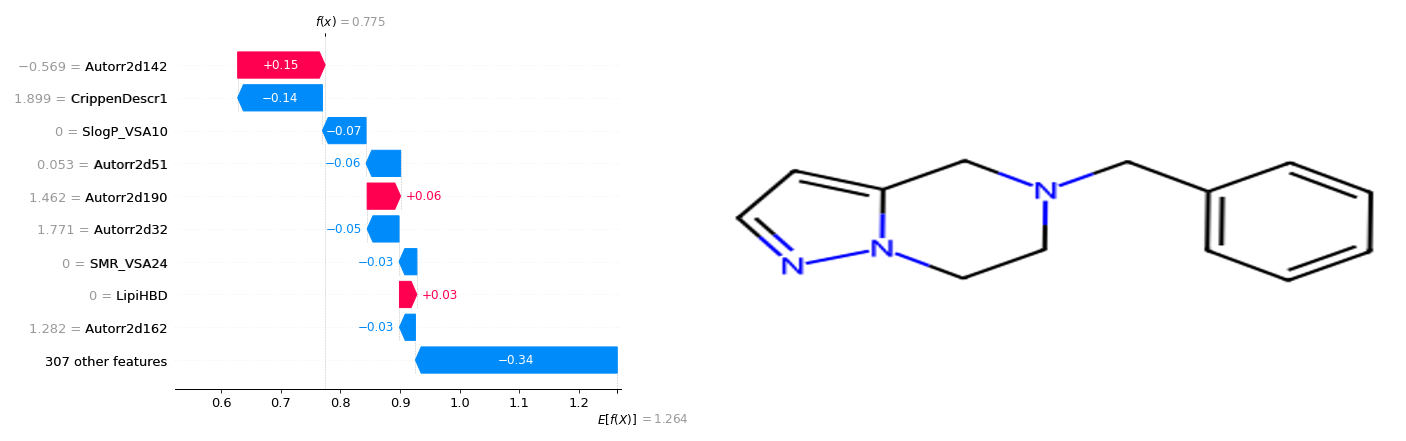 f(x) = 0.775
−0.569 = Autorr2d142
+0.15
1.899 = CrippenDescr1
−0.14
0 = SlogP_VSA10
−0.07
0.053 = Autorr2d51
−0.06
1.462 = Autorr2d190
+0.06
1.771 = Autorr2d32
−0.05
0 = SMR_VSA24
−0.03
0 = LipiHBD
+0.03
1.282 = Autorr2d162
−0.03
307 other features
−0.34
0.6 0.7 0.8 0.9 1.0 1.1 1.2
E[f(X)] = 1.264
N
N
N